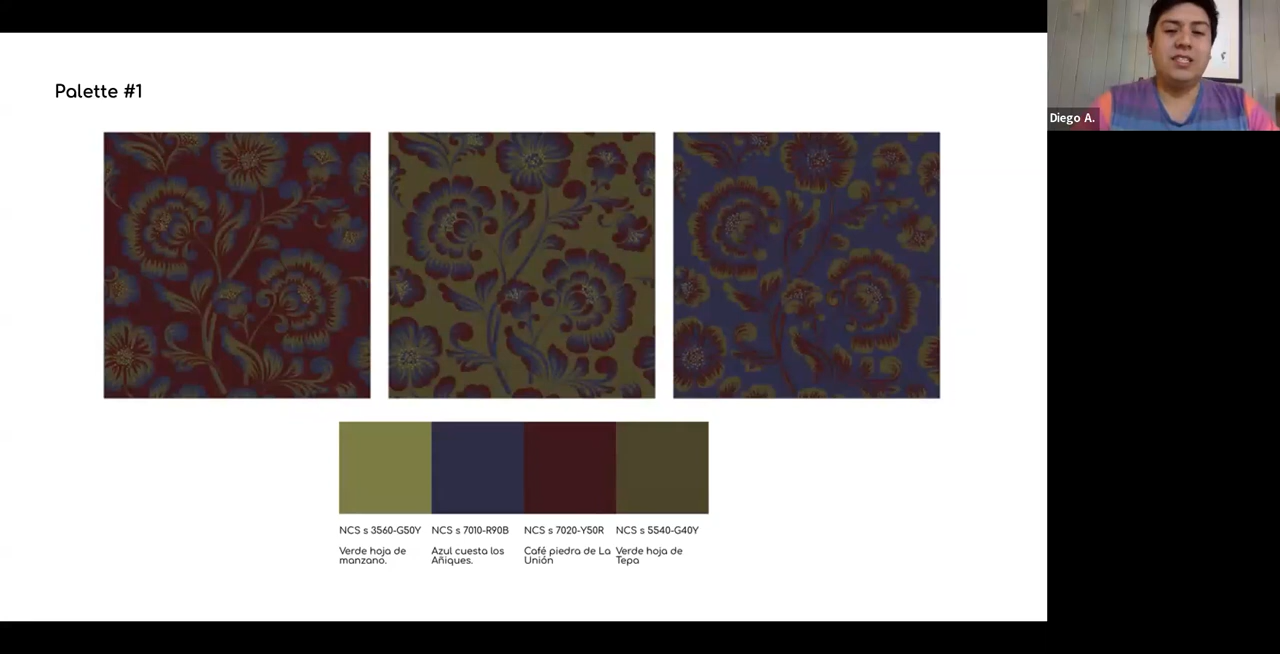 Palette #1
Diego A.
NCS s 3560-G50Y
NCS s 7010-R90B
NCS s 7020-Y50R
NCS s 5540-G40Y
Verde hoja de
manzano.
Azul cuesta los
Añiques.
Café piedra de La
Unión
Verde hoja de
Tepa